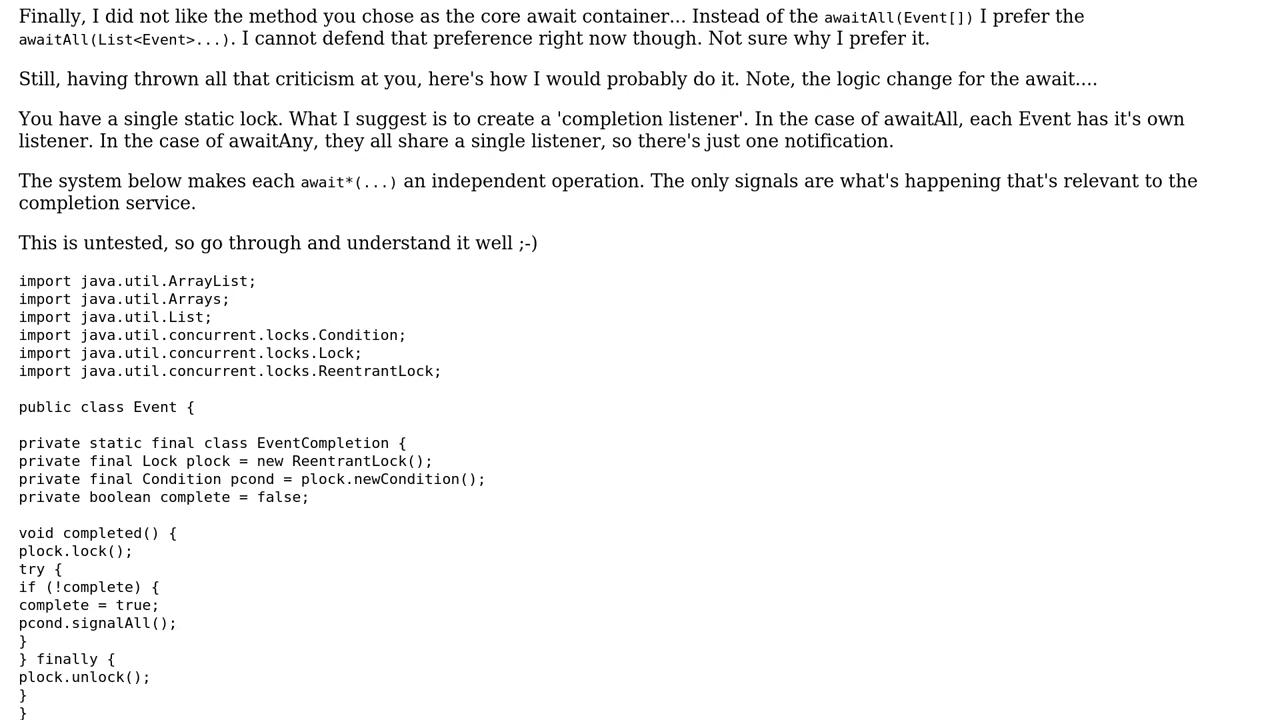 Finally, I did not like the method you chose as the core await container... Instead of the awaitAll(Event[]) I prefer the
awaitAll(List<Event>...). I cannot defend that preference right now though. Not sure why I prefer it.
Still, having thrown all that criticism at you, here's how I would probably do it. Note, the logic change for the await....
You have a single static lock. What I suggest is to create a 'completion listener'. In the case of awaitAll, each Event has it's own
listener. In the case of awaitAny, they all share a single listener, so there's just one notification.
The system below makes each await*(...) an independent operation. The only signals are what's happening that's relevant to the
completion service.
This is untested, so go through and understand it well ;-)
import java.util.ArrayList;
import java.util.Arrays;
import java.util.List;
import java.util.concurrent.locks.Condition;
import java.util.concurrent.locks.Lock;
import java.util.concurrent.locks.ReentrantLock;
public class Event {
private static final class EventCompletion {
private final Lock plock = new ReentrantLock();
private final Condition pcond = plock.newCondition();
private boolean complete = false;
void completed() {
plock.lock();
try {
if (!complete) {
complete = true;
pcond.signalAll();
}
} finally {
plock.unlock();
}
}